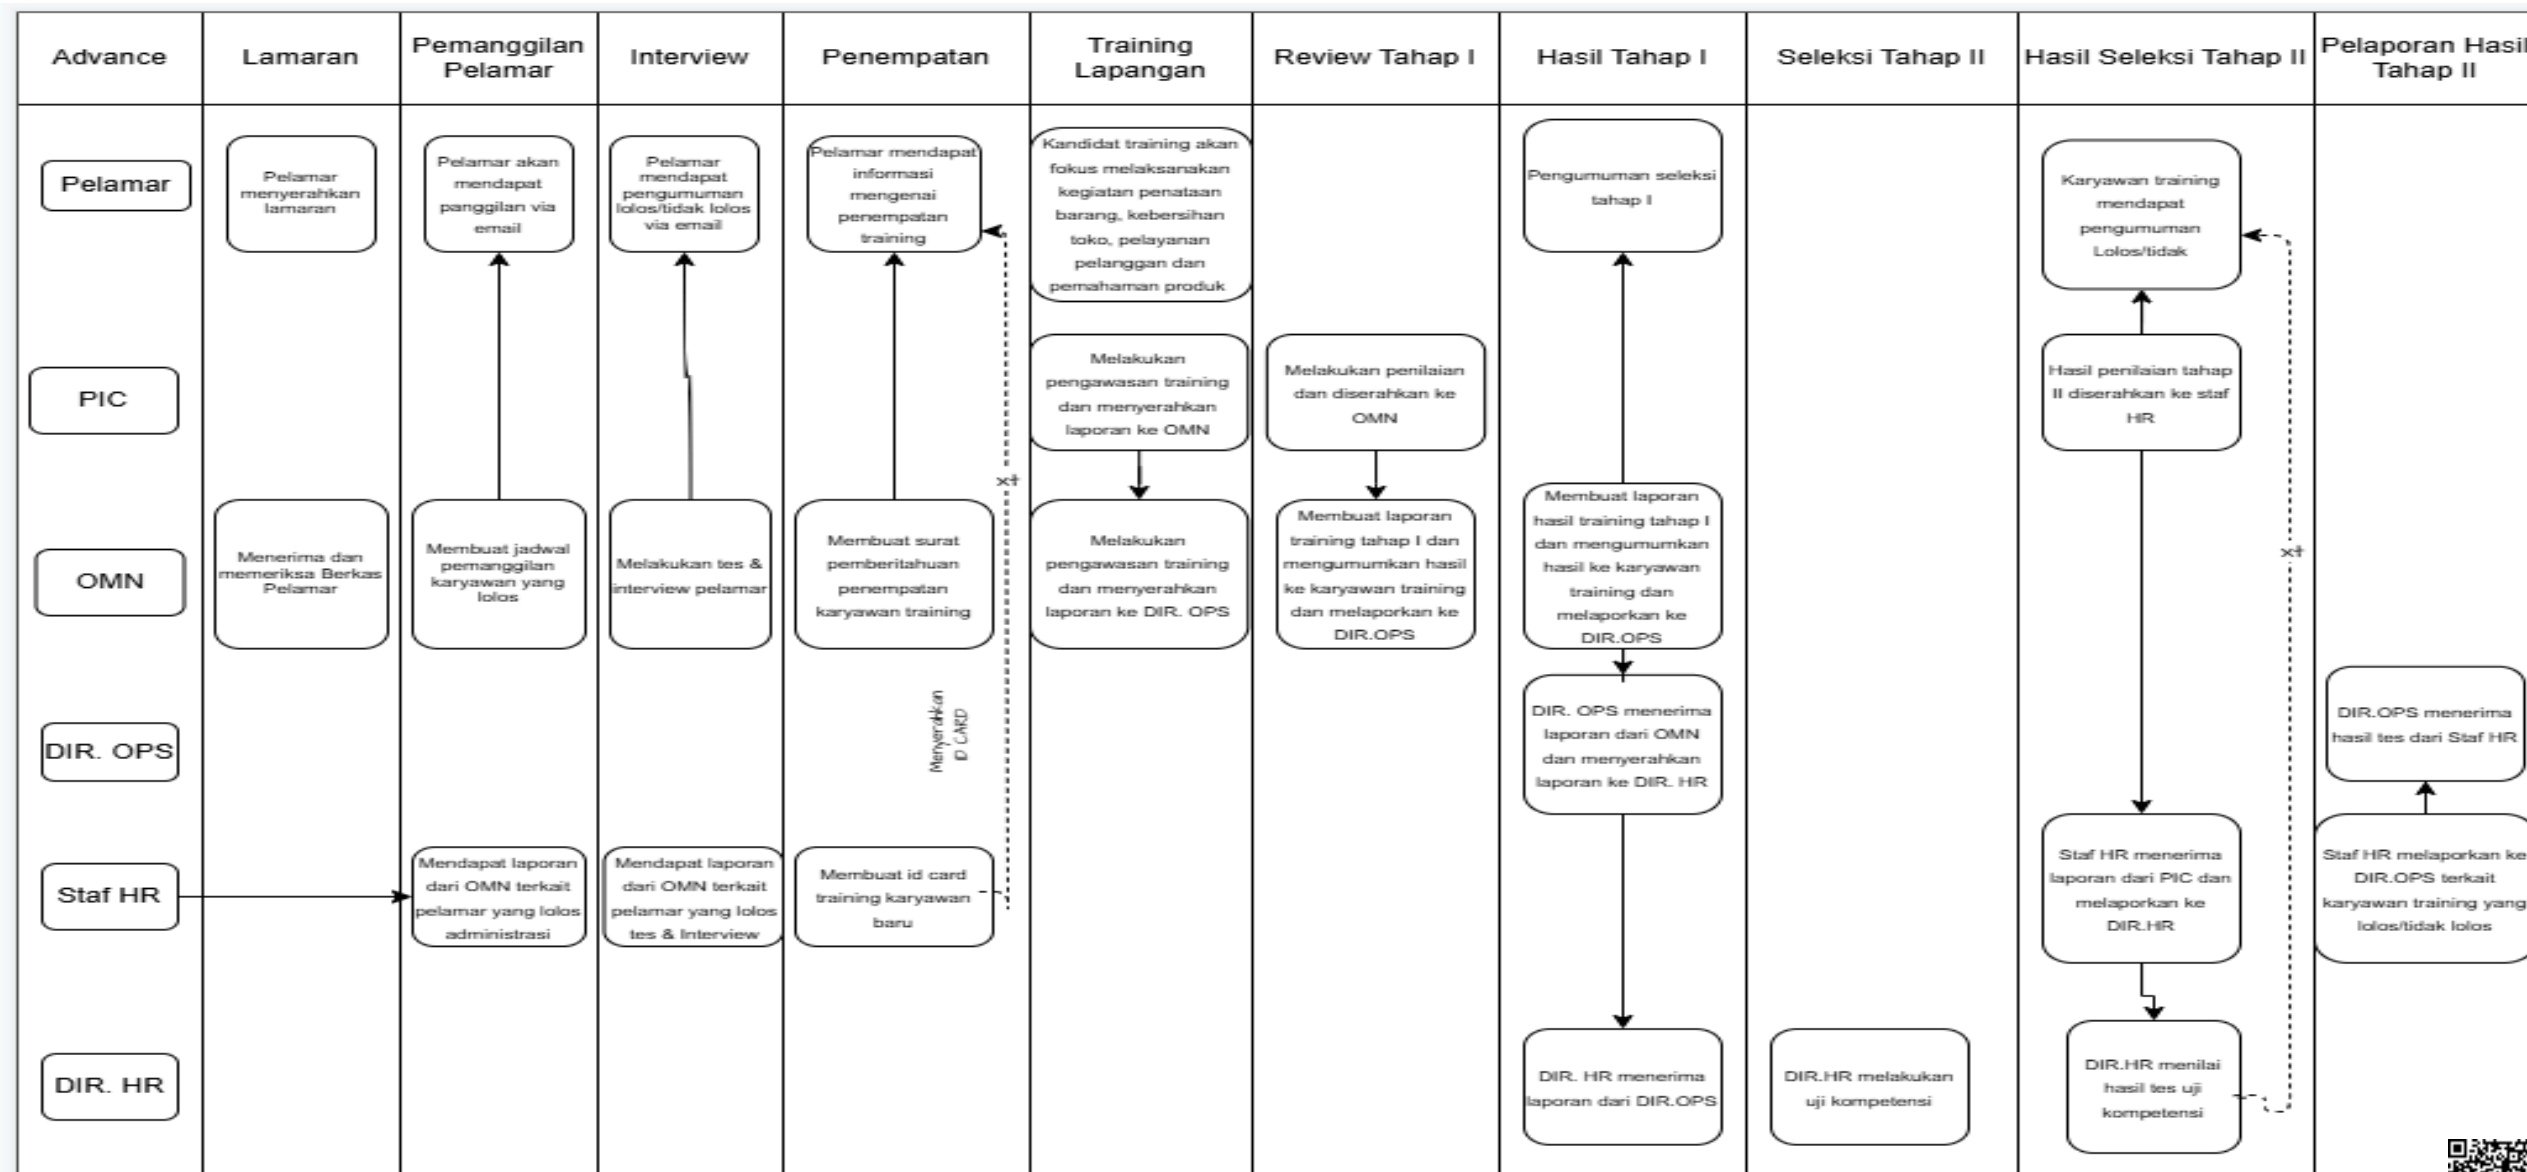 Advance
Lamaran
Pemanggilan
Pelamar
Interview
Penempatan
Training
Lapangan
Review Tahap I
Hasil Tahap I
Seleksi Tahap II
Hasil Seleksi Tahap II
Pelaporan Hasil
Tahap II
Pelamar
Pelamar
menyerahkan
lamaran
Pelamar akan
mendapat
panggilan via
email
Pelamar
mendapat
pengumuman
lolos/tidak lolos
via email
Pelamar mendapat
informasi
mengenai
penempatan
training
Kandidat training akan
fokus melaksanakan
kegiatan penataan
barang, kebersihan
toko, pelayanan
pelanggan dan
pemahaman produk
Pengumuman seleksi
tahap I
Karyawan training
mendapat
pengumuman
Lolos/tidak
PIC
Melakukan
pengawasan training
dan menyerahkan
laporan ke OMN
Melakukan penilaian
dan diserahkan ke
OMN
Hasil penilaian tahap
II diserahkan ke staf
HR
OMN
Menerima dan
memeriksa Berkas
Pelamar
Membuat jadwal
pemanggilan
karyawan yang
lolos
Melakukan tes &
interview pelamar
Membuat surat
pemberitahuan
penempatan
karyawan training
Melakukan
pengawasan training
dan menyerahkan
laporan ke DIR. OPS
Membuat laporan
training tahap I dan
mengumumkan hasil
ke karyawan training
dan melaporkan ke
DIR.OPS
Membuat laporan
hasil training tahap I
dan mengumumkan
hasil ke karyawan
training dan
melaporkan ke
DIR.OPS
xt
xt
DIR. OPS
Menyerahkan
ID CARD
DIR. OPS menerima
laporan dari OMN
dan menyerahkan
laporan ke DIR. HR
DIR.OPS menerima
hasil tes dari Staf HR
Staf HR
Mendapat laporan
dari OMN terkait
pelamar yang lolos
administrasi
Mendapat laporan
dari OMN terkait
pelamar yang lolos
tes & Interview
Membuat id card
training karyawan
baru
Staf HR menerima
laporan dari PIC dan
melaporkan ke
DIR.HR
Staf HR melaporkan ke
DIR.OPS terkait
karyawan training yang
lolos/tidak lolos
DIR. HR
DIR. HR menerima
laporan dari DIR.OPS
DIR.HR melakukan
uji kompetensi
DIR.HR menilai
hasil tes uji
kompetensi